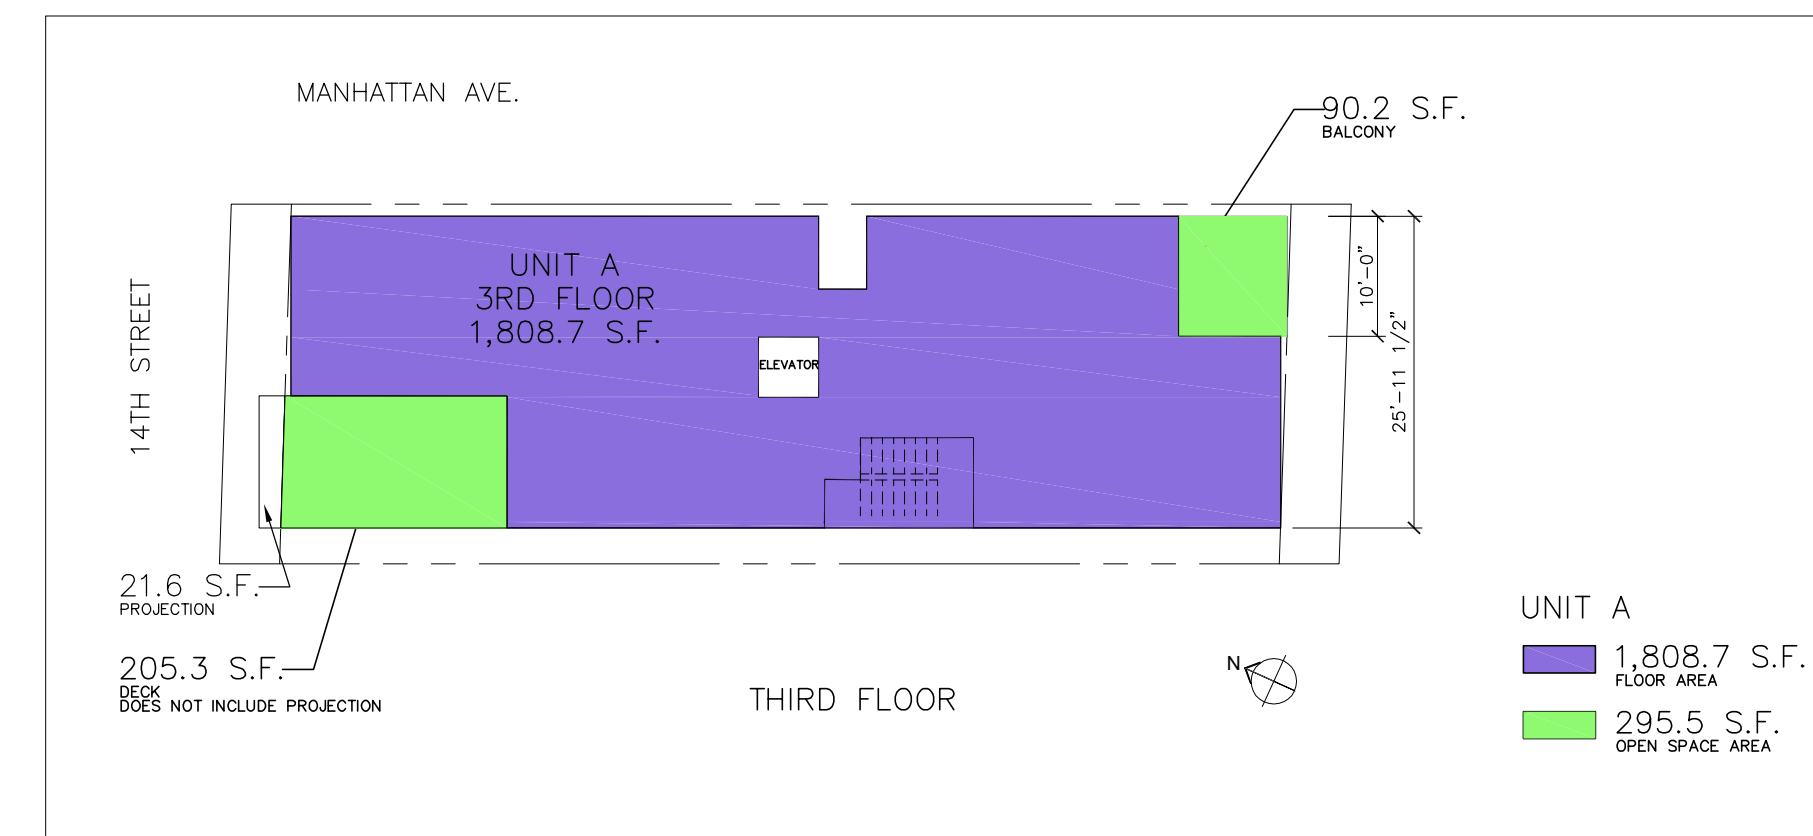 MANHATTAN AVE.
90.2 S.F.
BALCONY
UNIT A
3RD FLOOR
1,808.7 S.F.
14TH STREET
ELEVATOR
10'-0"
25'-11 1/2"
21.6 S.F.
PROJECTION
205.3 S.F.
DECK
DOES NOT INCLUDE PROJECTION
THIRD FLOOR
N
UNIT A
1,808.7 S.F.
FLOOR AREA
295.5 S.F.
OPEN SPACE AREA